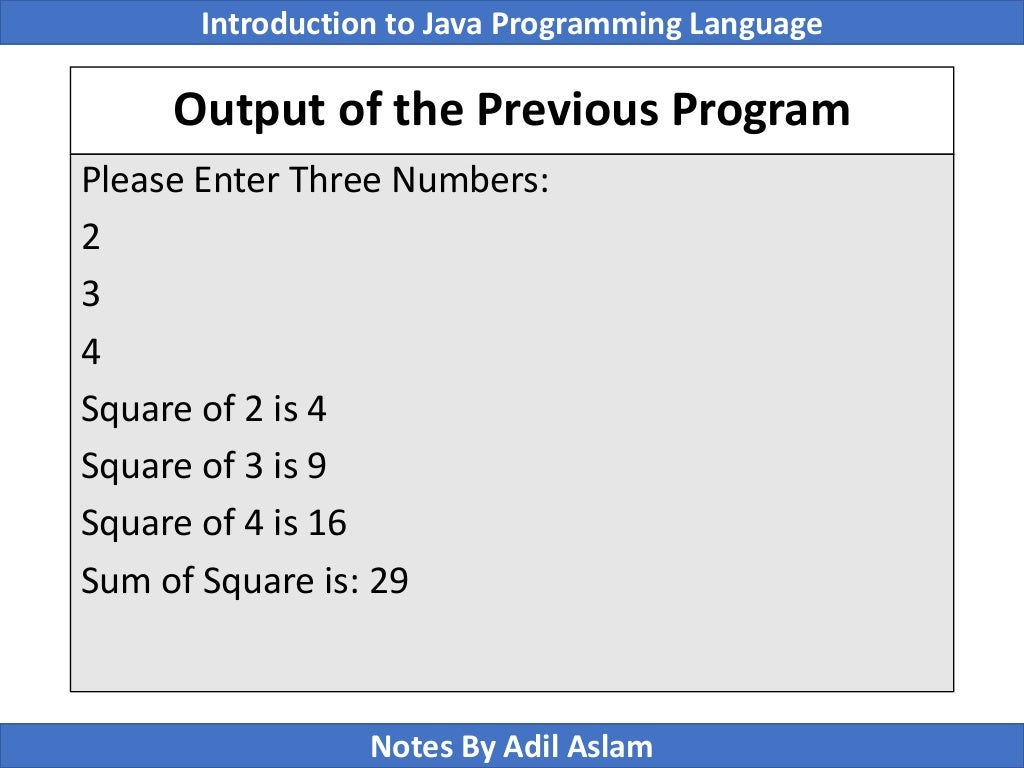 Introduction to Java Programming Language
Output of the Previous Program
Please Enter Three Numbers:
2
3
4
Square of 2 is 4
Square of 3 is 9
Square of 4 is 16
Sum of Square is: 29
Notes By Adil Aslam